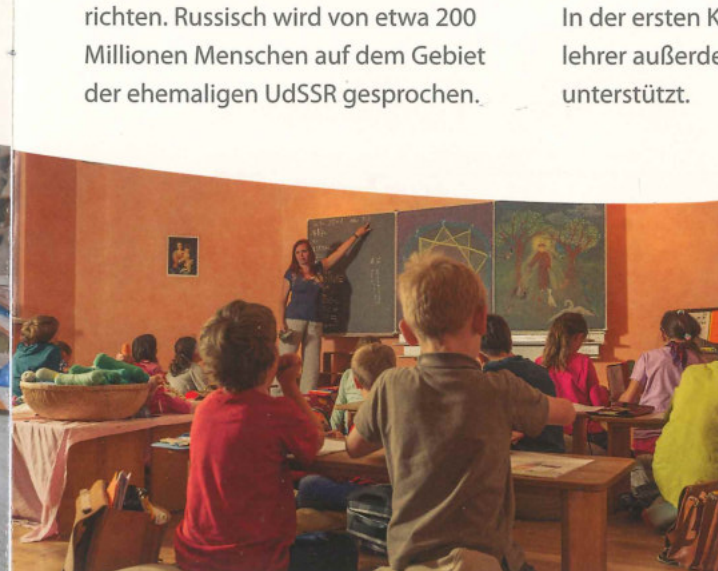 richten. Russisch wird von etwa 200
Millionen Menschen auf dem Gebiet
der ehemaligen UdSSR gesprochen.
In der ersten K
lehrer außerde
unterstützt.